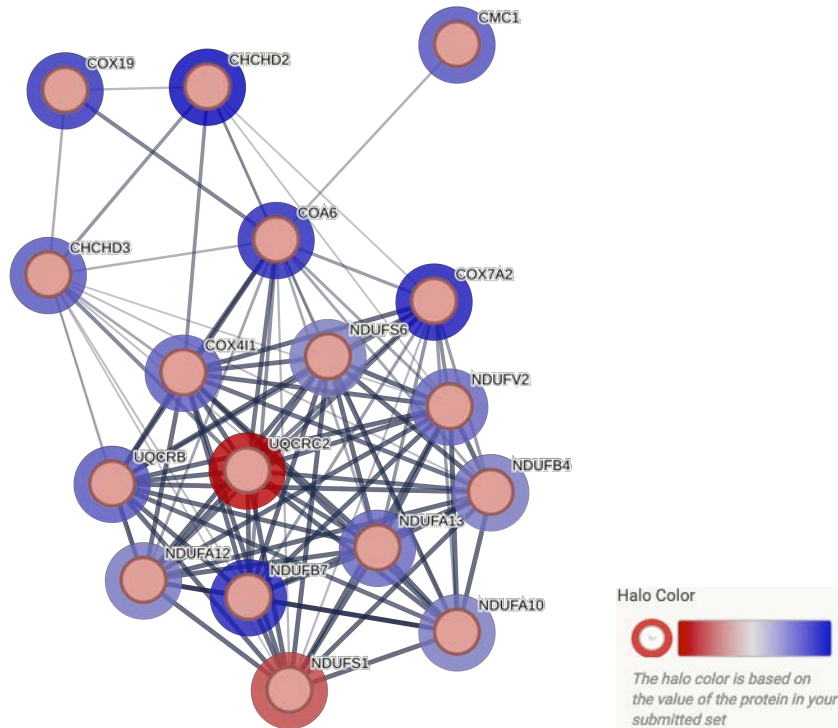 CMC1
COX19
CHCHD2
COA6
CHCHD3
COX7A2
NDUFS6
COX4I1
NDUFV2
UQCRC2
UQCRB
NDUFB4
NDUFA13
NDUFA12
NDUFB7
NDUFA10
NDUFS1
Halo Color
The halo color is based on
the value of the protein in your
submitted set